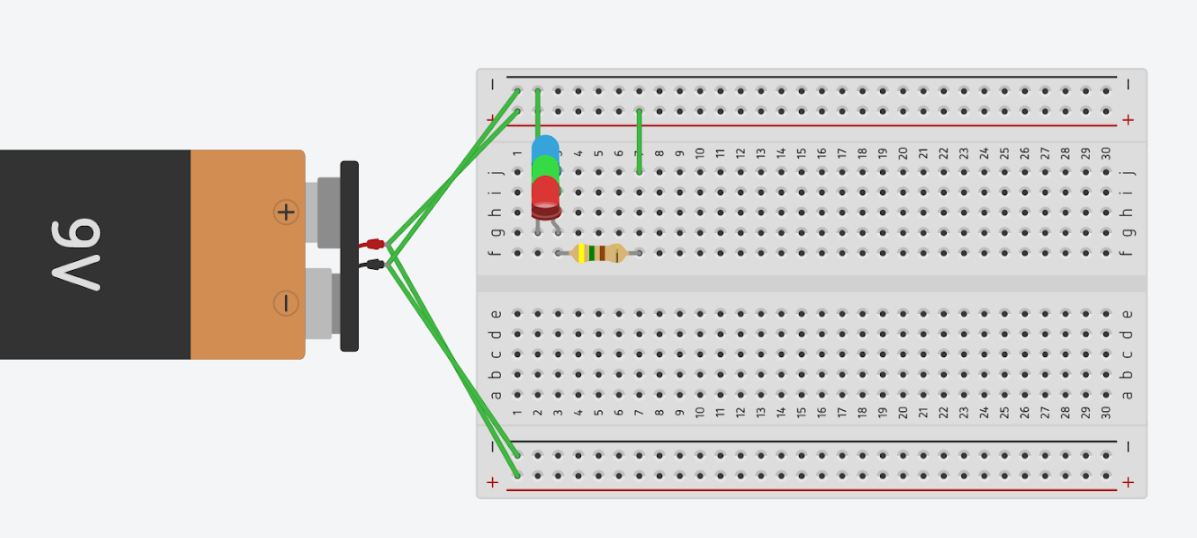 − −
+ +
1 2 3 4 5 6 7 8 9 10 11 12 13 14 15 16 17 18 19 20 21 22 23 24 25 26 27 28 29 30
j j
i i
h h
g g
f f
9V
+
−
e e
d d
c c
b b
a a
1 2 3 4 5 6 7 8 9 10 11 12 13 14 15 16 17 18 19 20 21 22 23 24 25 26 27 28 29 30
− −
+ +